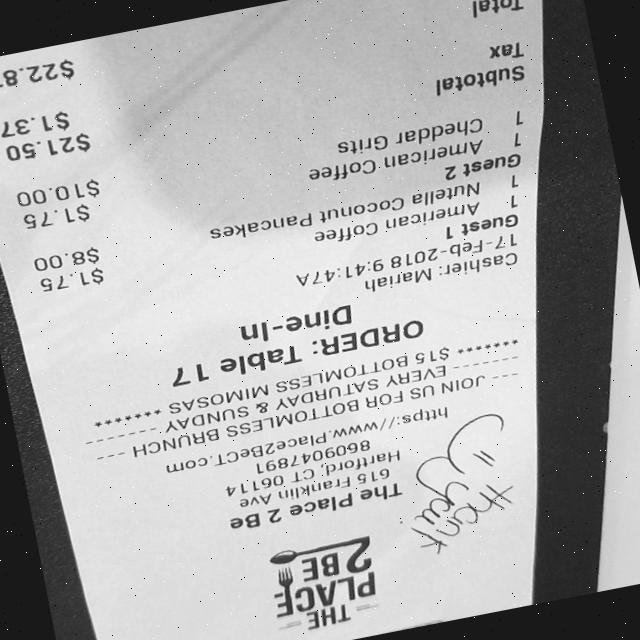 THE
PLACE
2BE
thank
you
The Place 2 Be
615 Franklin Ave
Hartford, CT 06114
8609047891
https://www.Place2BeCT.com
--- JOIN US FOR BOTTOMLESS BRUNCH ---
------- EVERY SATURDAY & SUNDAY --------
******* $15 BOTTOMLESS MIMOSAS *******
ORDER: Table 17
Dine-In
Cashier: Mariah
17-Feb-2018 9:41:47A
Guest 1
1 American Coffee $1.75
1 Nutella Coconut Pancakes $8.00
Guest 2
1 American Coffee $1.75
1 Cheddar Grits $10.00
Subtotal $21.50
Tax $1.37
Total $22.87